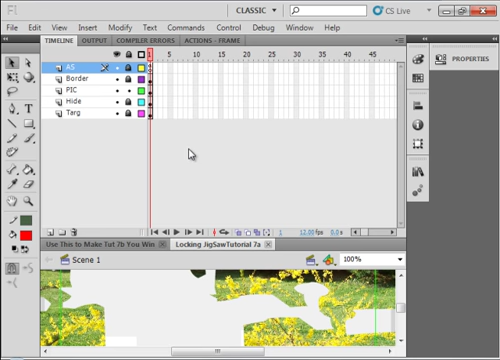 Fl CLASSIC CS Live
File Edit View Insert Modify Text Commands Control Debug Window Help
TIMELINE OUTPUT COMPILER ERRORS ACTIONS - FRAME
PROPERTIES
1 5 10 15 20 25 30 35 40 45
AS
Border
PIC
Hide
Targ
1 12.00 fps 0.0 s
Use This to Make Tut 7b You Win Locking JigSawTutorial 7a
Scene 1 100%